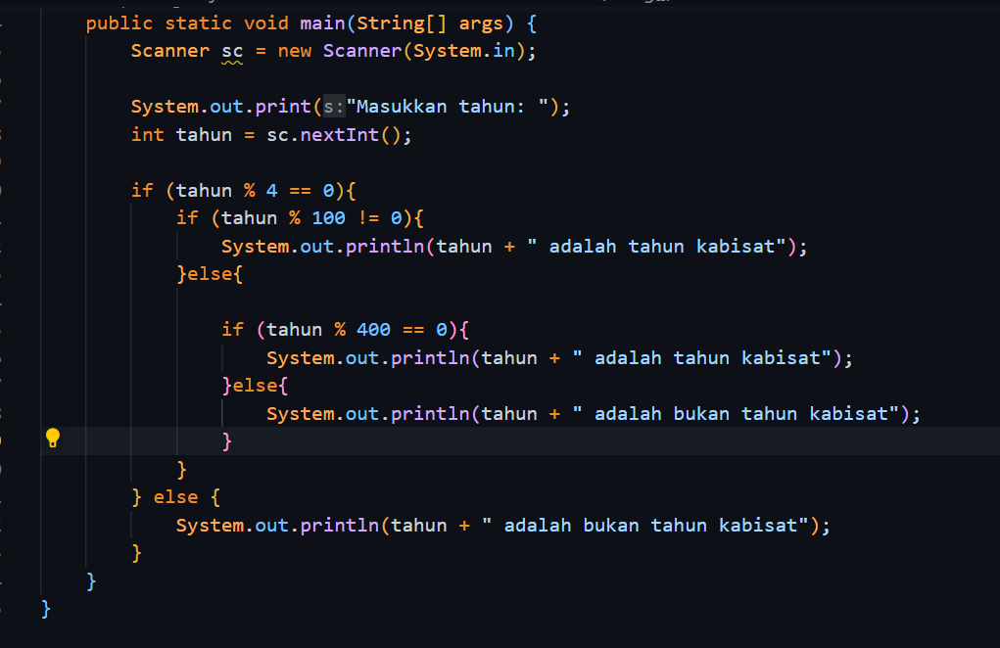 public static void main(String[] args) {
Scanner sc = new Scanner(System.in);
System.out.print(s:"Masukkan tahun: ");
int tahun = sc.nextInt();
if (tahun % 4 == 0){
if (tahun % 100 != 0){
System.out.println(tahun + " adalah tahun kabisat");
}else{
if (tahun % 400 == 0){
System.out.println(tahun + " adalah tahun kabisat");
}else{
System.out.println(tahun + " adalah bukan tahun kabisat");
}
}
} else {
System.out.println(tahun + " adalah bukan tahun kabisat");
}
}
}